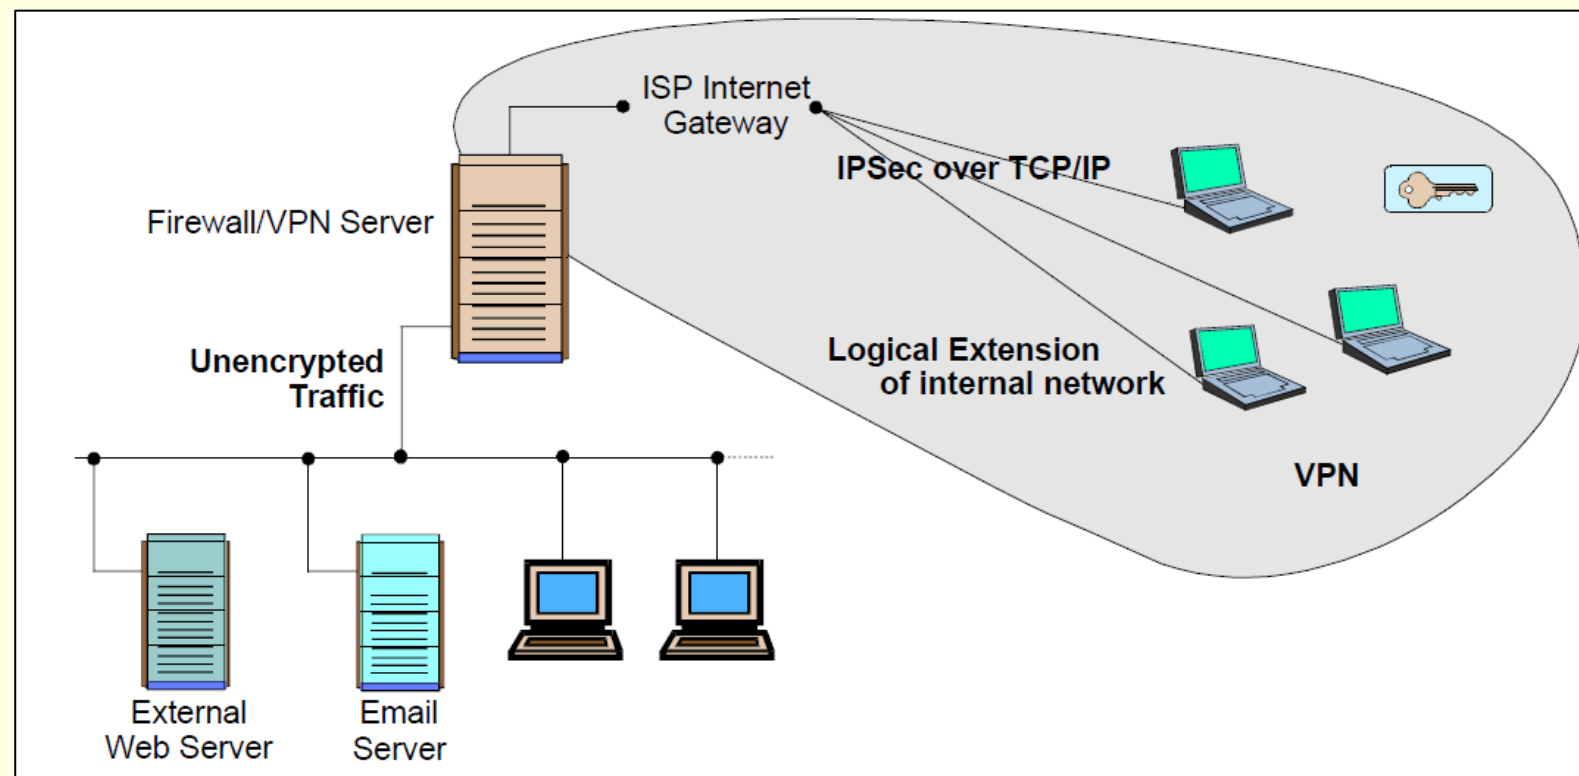 ISP Internet
Gateway
IPSec over TCP/IP
Firewall/VPN Server
Unencrypted
Traffic
Logical Extension
of internal network
VPN
External
Web Server
Email
Server